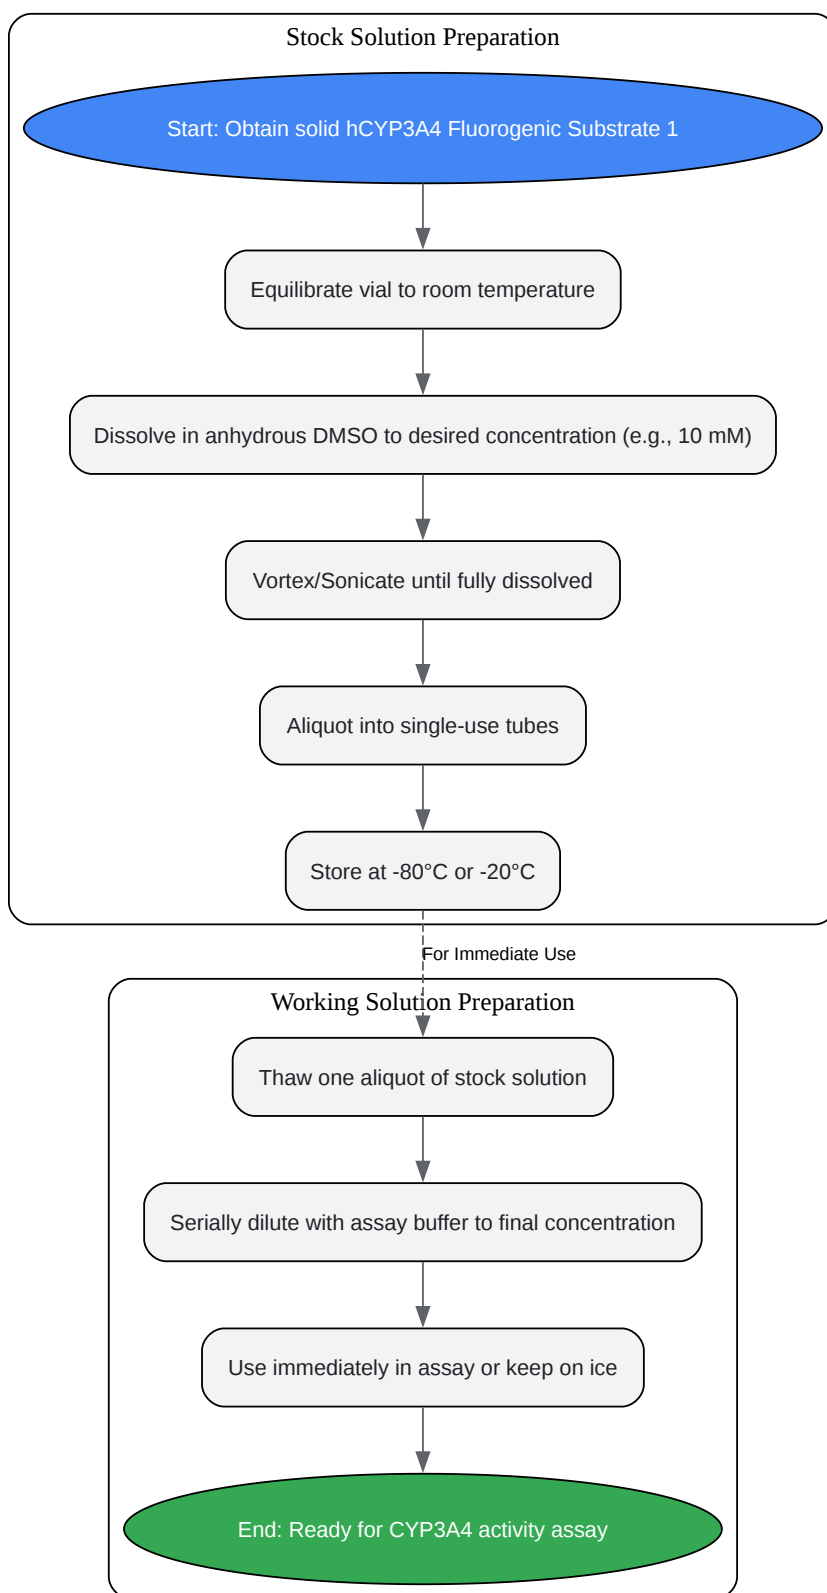 Stock Solution Preparation
Start: Obtain solid hCYP3A4 Fluorogenic Substrate 1
Equilibrate vial to room temperature
Dissolve in anhydrous DMSO to desired concentration (e.g., 10 mM)
Vortex/Sonicate until fully dissolved
Aliquot into single-use tubes
Store at -80°C or -20°C
For Immediate Use
Working Solution Preparation
Thaw one aliquot of stock solution
Serially dilute with assay buffer to final concentration
Use immediately in assay or keep on ice
End: Ready for CYP3A4 activity assay